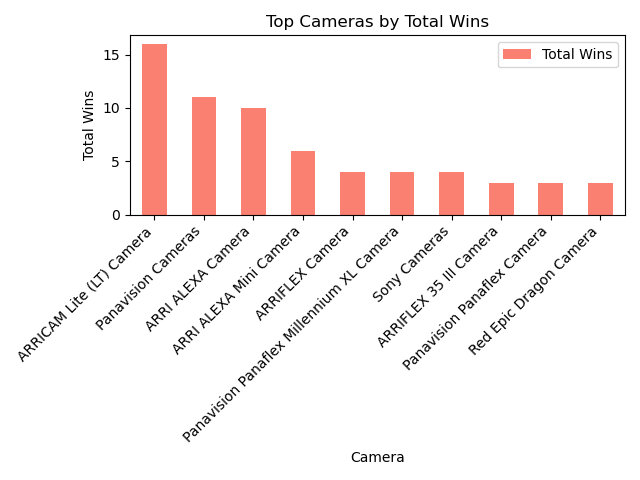 Top Cameras by Total Wins
Total Wins
Total Wins
15
10
5
0
ARRICAM Lite (LT) Camera
Panavision Cameras
ARRI ALEXA Camera
ARRI ALEXA Mini Camera
ARRIFLEX Camera
Panavision Panaflex Millennium XL Camera
Sony Cameras
ARRIFLEX 35 III Camera
Panavision Panaflex Camera
Red Epic Dragon Camera
Camera